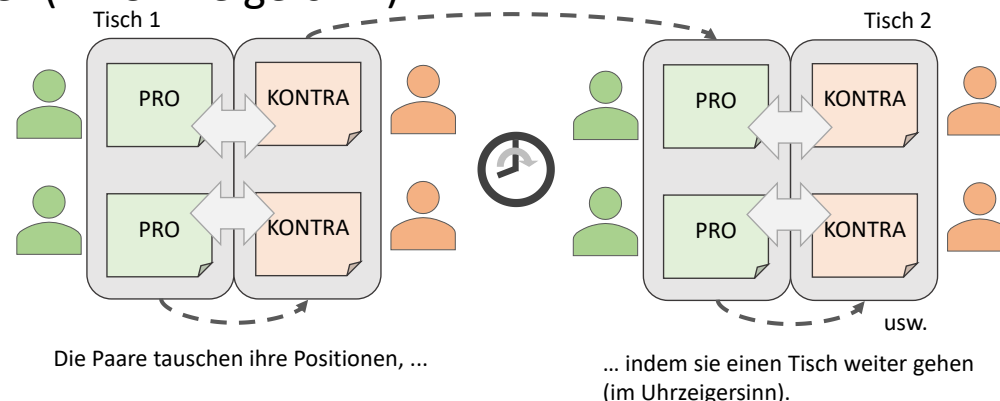 Tisch 1
Tisch 2
PRO
KONTRA
PRO
KONTRA
PRO
KONTRA
PRO
KONTRA
usw.
Die Paare tauschen ihre Positionen, ...
... indem sie einen Tisch weiter gehen
(im Uhrzeigersinn).